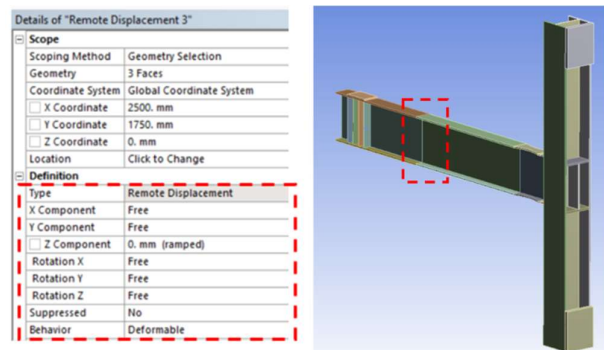 Details of "Remote Displacement 3"
Scope
Scoping Method Geometry Selection
Geometry 3 Faces
Coordinate System Global Coordinate System
X Coordinate 2500. mm
Y Coordinate 1750. mm
Z Coordinate 0. mm
Location Click to Change
Definition
Type Remote Displacement
X Component Free
Y Component Free
Z Component 0. mm (ramped)
Rotation X Free
Rotation Y Free
Rotation Z Free
Suppressed No
Behavior Deformable